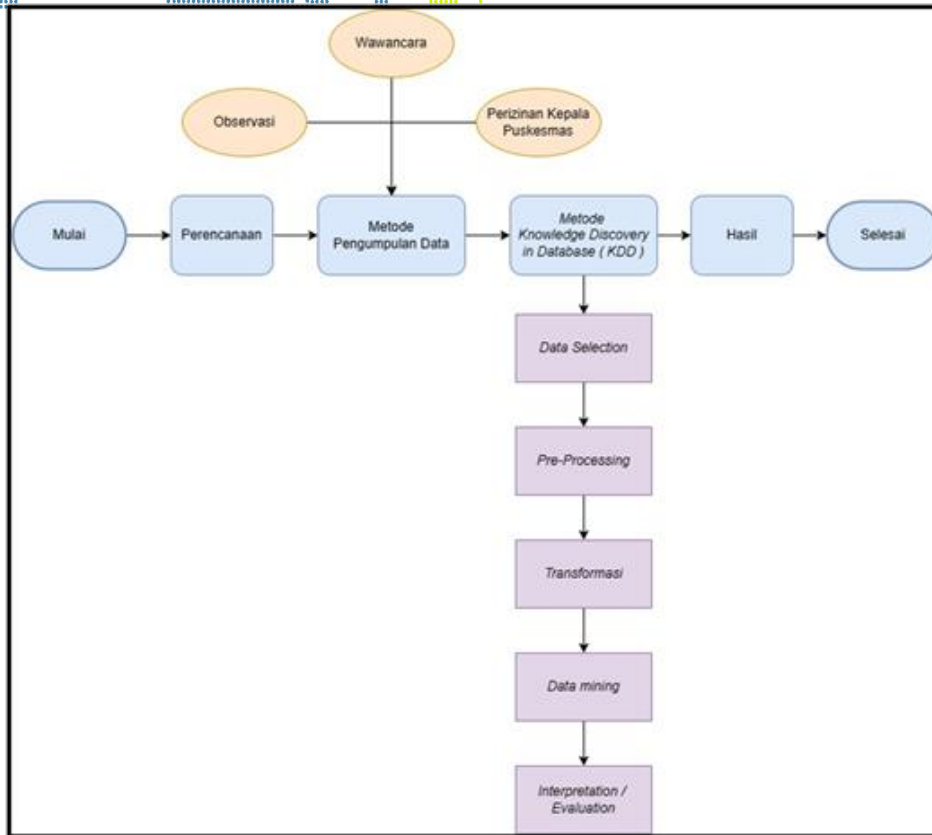 Wawancara
Observasi
Perizinan Kepala
Puskesmas
Mulai
Perencanaan
Metode
Pengumpulan Data
Metode
Knowledge Discovery
in Database ( KDD )
Hasil
Selesai
Data Selection
Pre-Processing
Transformasi
Data mining
Interpretation /
Evaluation